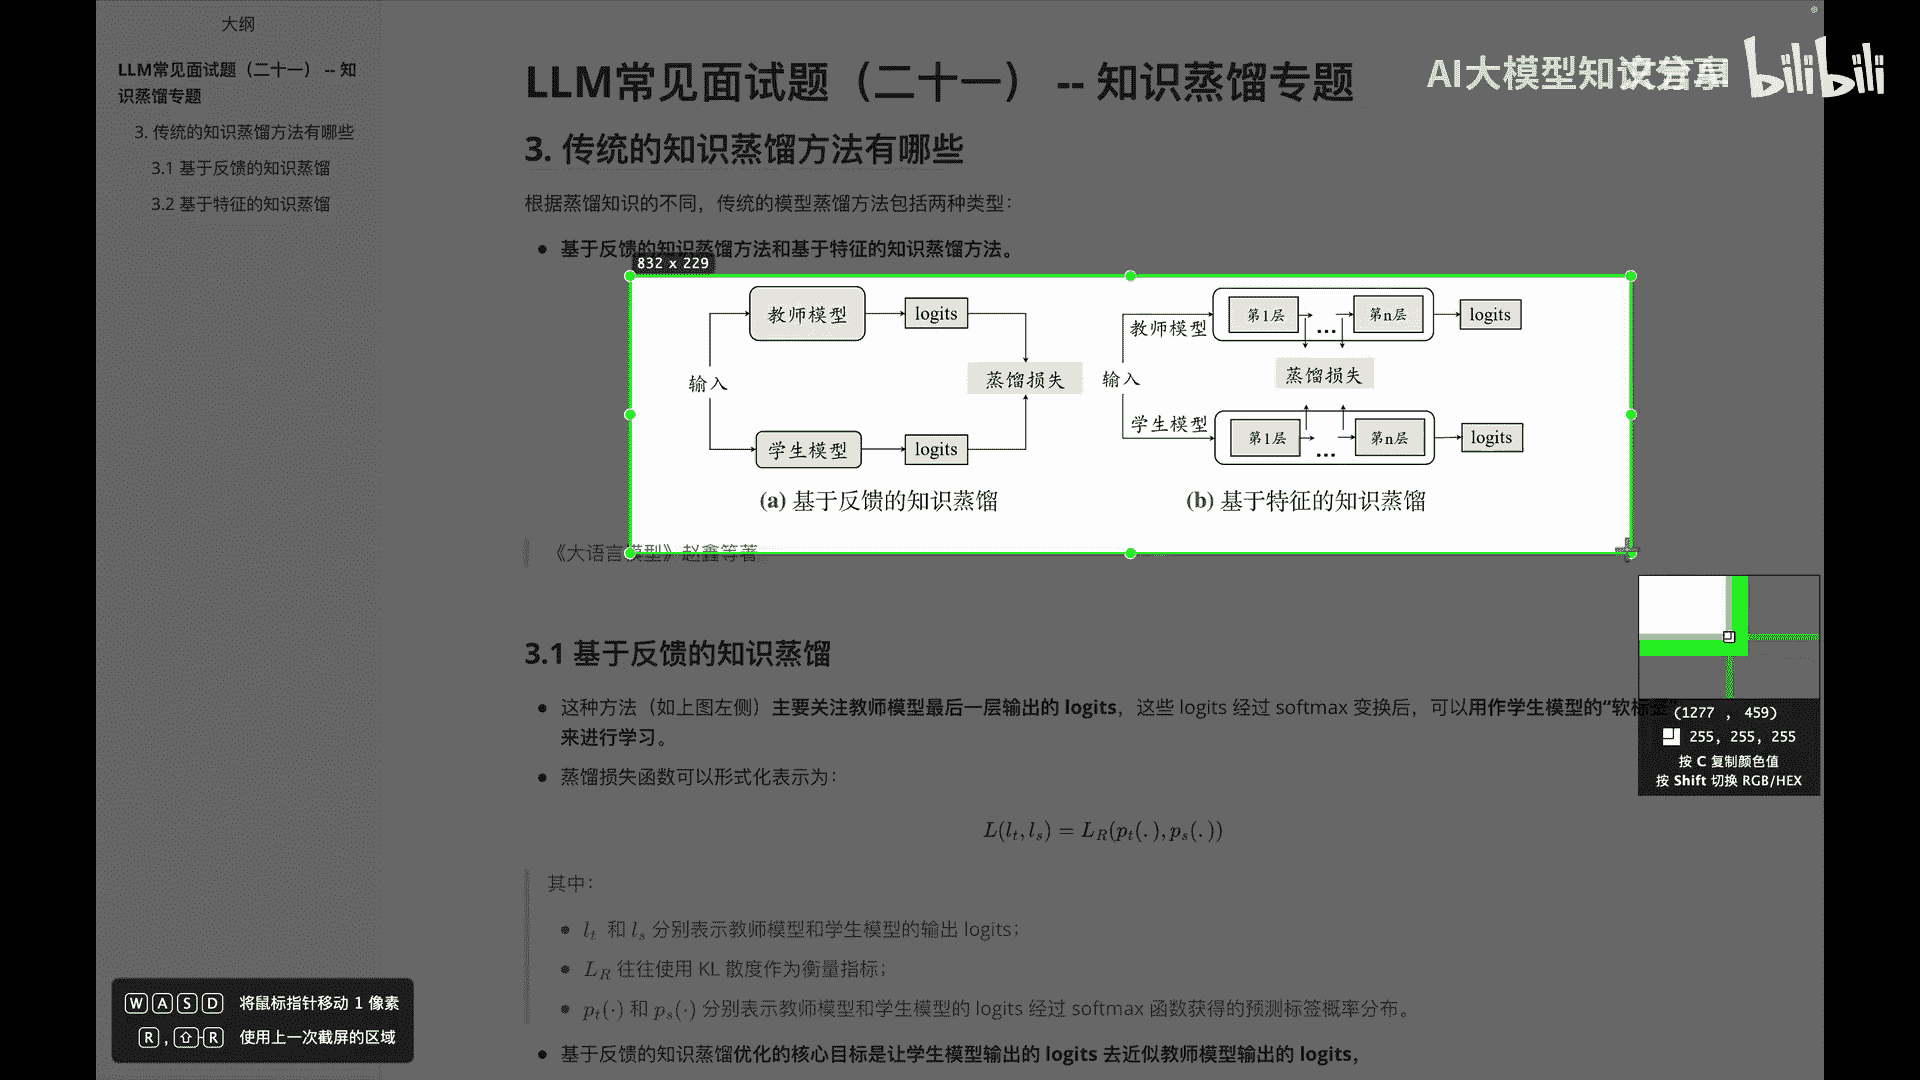 大纲
LLM常见面试题（二十一） -- 知
识蒸馏专题
3. 传统的知识蒸馏方法有哪些
3.1 基于反馈的知识蒸馏
3.2 基于特征的知识蒸馏
LLM常见面试题（二十一） -- 知识蒸馏专题
AI大模型知识分享
bilibili
3. 传统的知识蒸馏方法有哪些
根据蒸馏知识的不同，传统的模型蒸馏方法包括两种类型：
基于反馈的知识蒸馏方法和基于特征的知识蒸馏方法。
832 x 229
教师模型
logits
输入
蒸馏损失
学生模型
logits
(a) 基于反馈的知识蒸馏
教师模型
第1层
...
第n层
logits
输入
蒸馏损失
学生模型
第1层
...
第n层
logits
(b) 基于特征的知识蒸馏
《大语言模型》赵鑫等著
3.1 基于反馈的知识蒸馏
这种方法（如上图左侧）主要关注教师模型最后一层输出的 logits，这些 logits 经过 softmax 变换后，可以用作学生模型的“软标签”
来进行学习。
蒸馏损失函数可以形式化表示为：
L(lₜ, lₛ) = L_R(pₜ(.), pₛ(.))
其中：
lₜ 和 lₛ 分别表示教师模型和学生模型的输出 logits；
L_R 往往使用 KL 散度作为衡量指标；
pₜ(·) 和 pₛ(·) 分别表示教师模型和学生模型的 logits 经过 softmax 函数获得的预测标签概率分布。
基于反馈的知识蒸馏优化的核心目标是让学生模型输出的 logits 去近似教师模型输出的 logits，
(1277 , 459)
255, 255, 255
按 C 复制颜色值
按 Shift 切换 RGB/HEX
W A S D 将鼠标指针移动 1 像素
R , ⇧ R 使用上一次截屏的区域